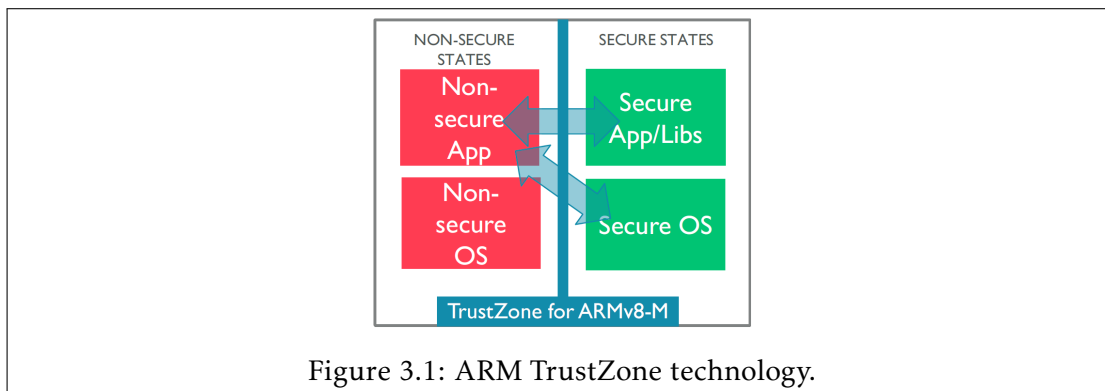 NON-SECURE
STATES
Non-
secure
App
Non-
secure
OS
SECURE STATES
Secure
App/Libs
Secure OS
TrustZone for ARMv8-M
Figure 3.1: ARM TrustZone technology.